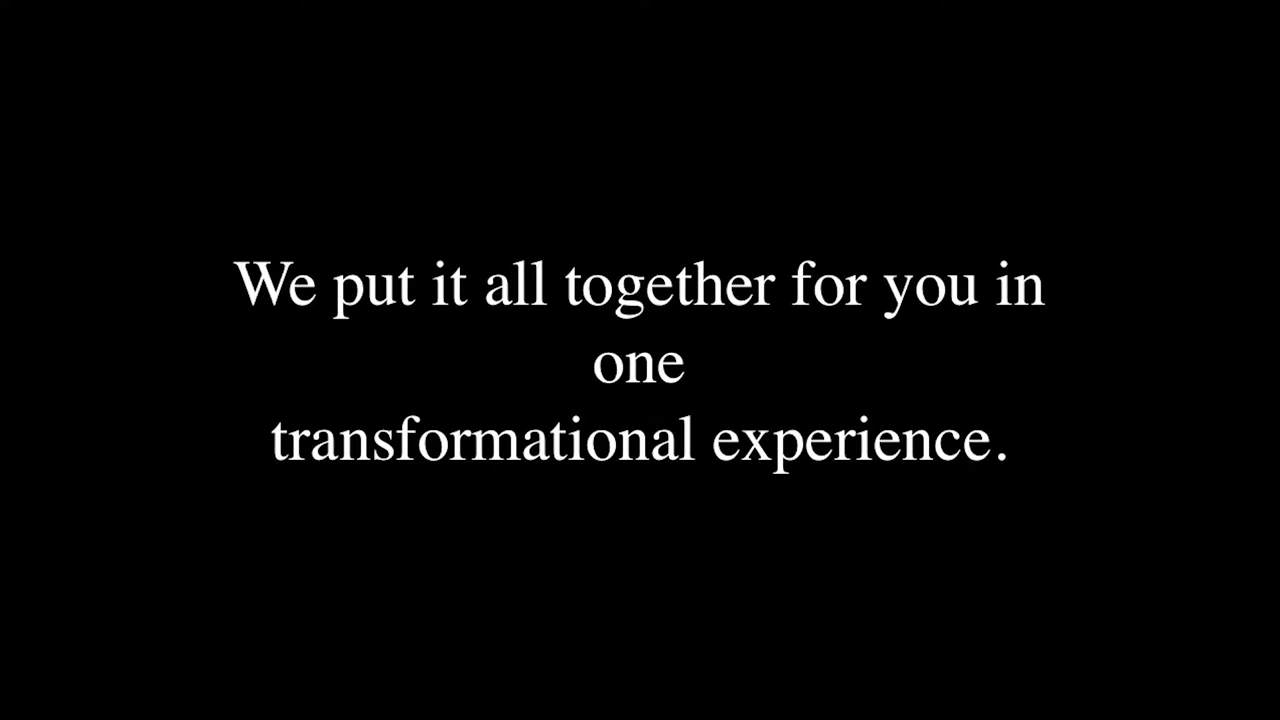 We put it all together for you in
one
transformational experience.